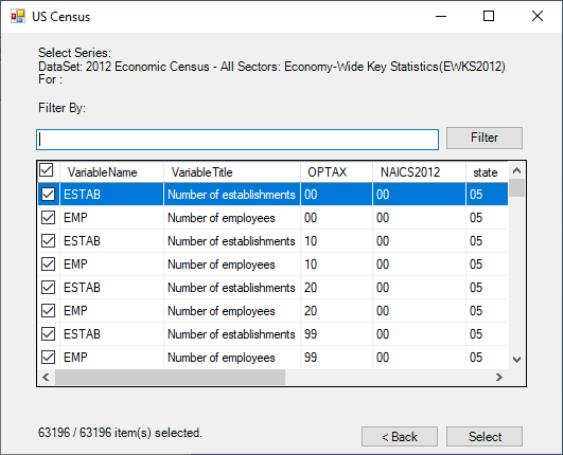 US Census
Select Series:
DataSet: 2012 Economic Census - All Sectors: Economy-Wide Key Statistics(EWKS2012)
For :
Filter By:
Filter
VariableName VariableTitle OPTAX NAICS2012 state
ESTAB Number of establishments 00 00 05
EMP Number of employees 00 00 05
ESTAB Number of establishments 10 00 05
EMP Number of employees 10 00 05
ESTAB Number of establishments 20 00 05
EMP Number of employees 20 00 05
ESTAB Number of establishments 99 00 05
EMP Number of employees 99 00 05
63196 / 63196 item(s) selected.
< Back Select